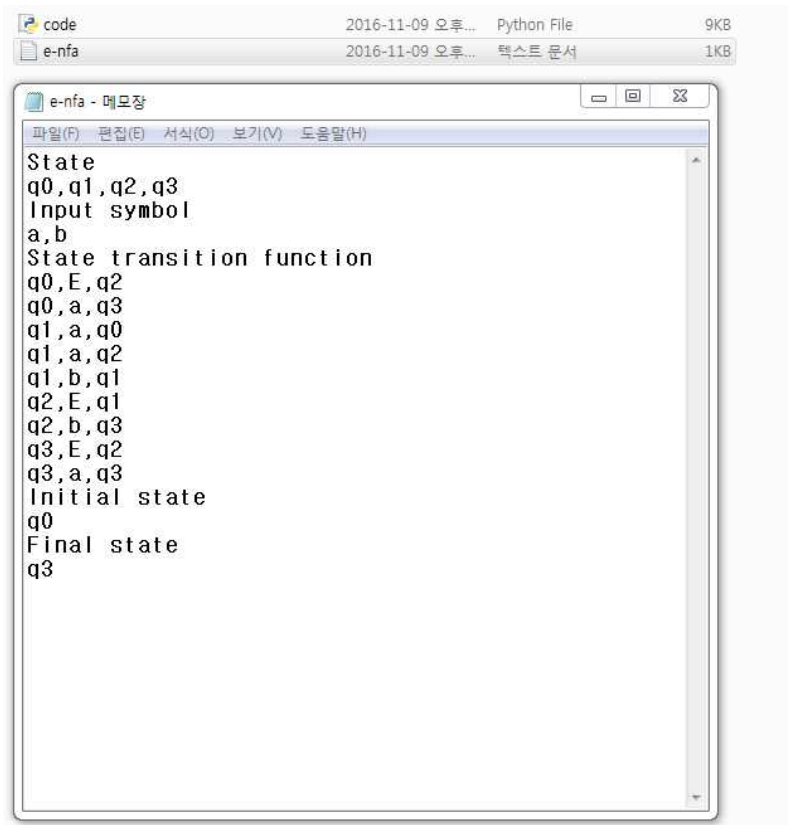 code 2016-11-09 오후... Python File 9KB
e-nfa 2016-11-09 오후... 텍스트 문서 1KB
e-nfa - 메모장
파일(F) 편집(E) 서식(O) 보기(V) 도움말(H)
State
q0,q1,q2,q3
Input symbol
a,b
State transition function
q0,E,q2
q0,a,q3
q1,a,q0
q1,a,q2
q1,b,q1
q2,E,q1
q2,b,q3
q3,E,q2
q3,a,q3
Initial state
q0
Final state
q3